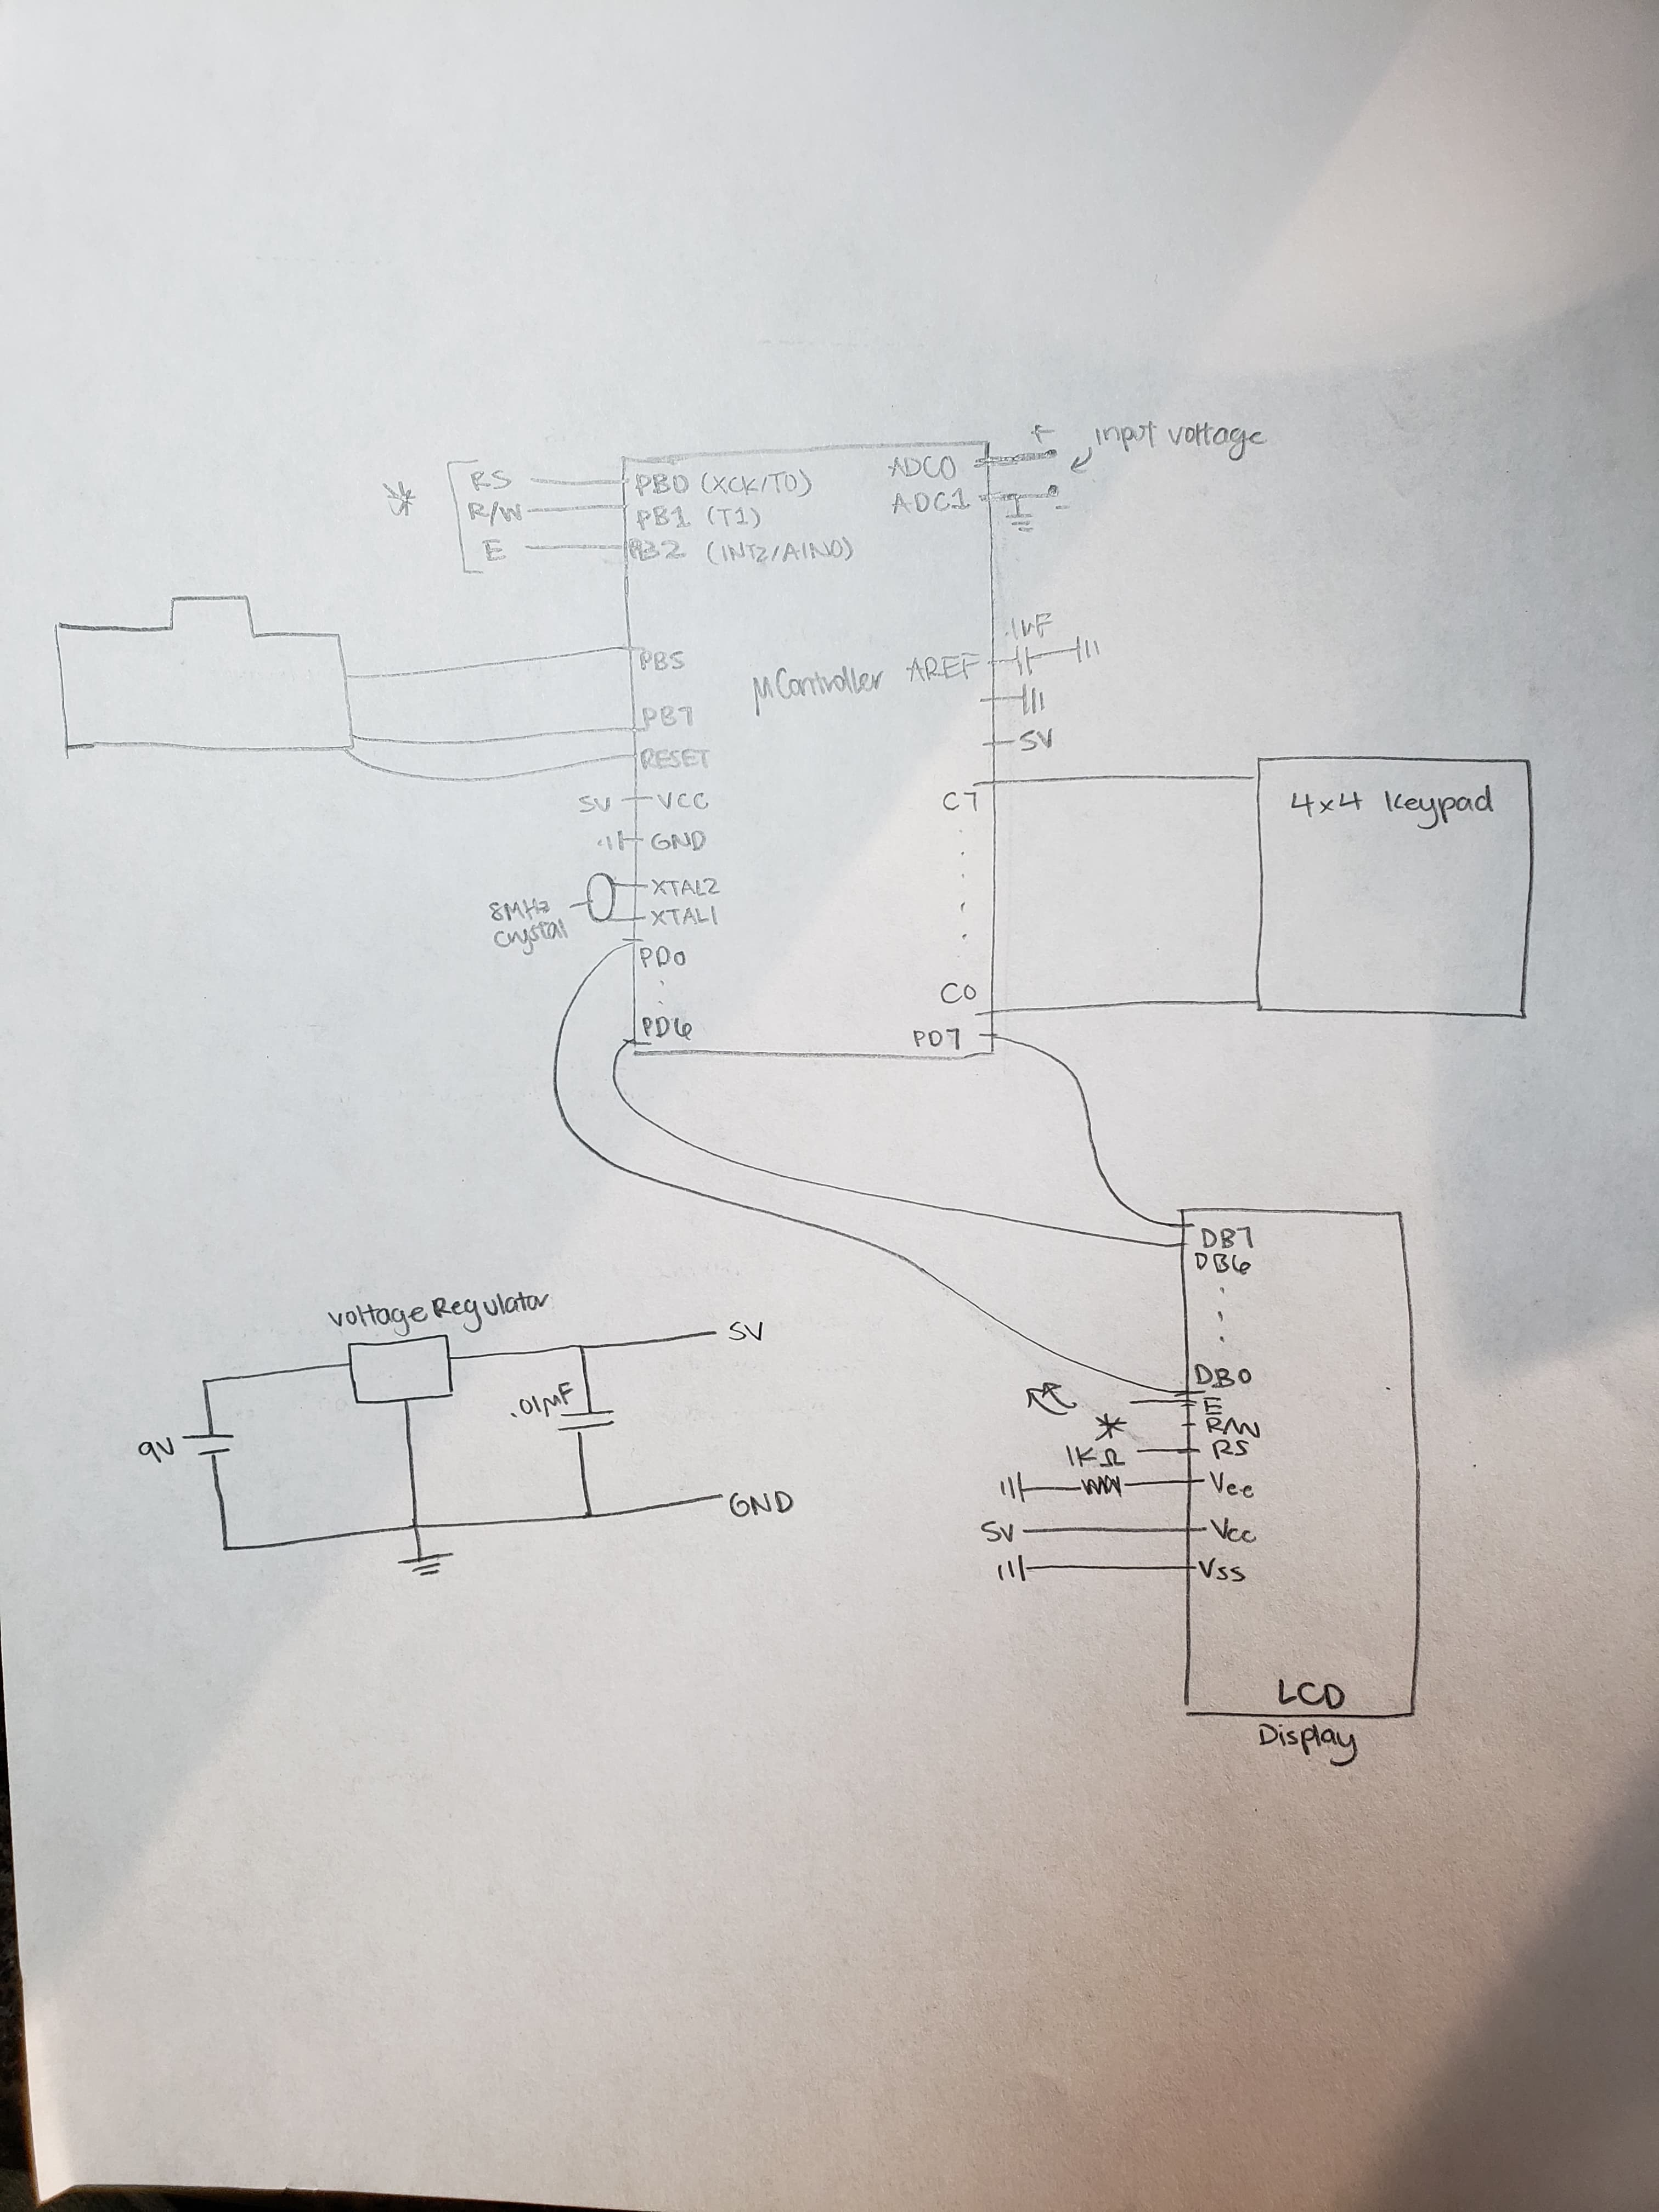 +
input voltage
RS
PB0 (XCK/T0)
ADC0
R/W
PB1 (T1)
ADC1
-
E
PB2 (INT2/AIN0)
PB5
.1uF
μController
AREF
PB7
RESET
5V
5V
VCC
C7
4x4 Keypad
GND
8MHz
crystal
XTAL2
XTAL1
PD0
C0
PD6
PD7
DB7
DB6
Voltage Regulator
5V
.01μF
9V
GND
DB0
E
R/W
*
RS
1KΩ
Vee
5V
Vcc
Vss
LCD
Display